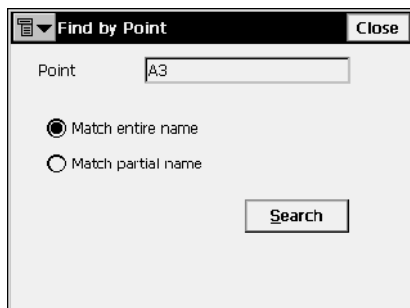 Find by Point Close
Point A3
Match entire name
Match partial name
Search